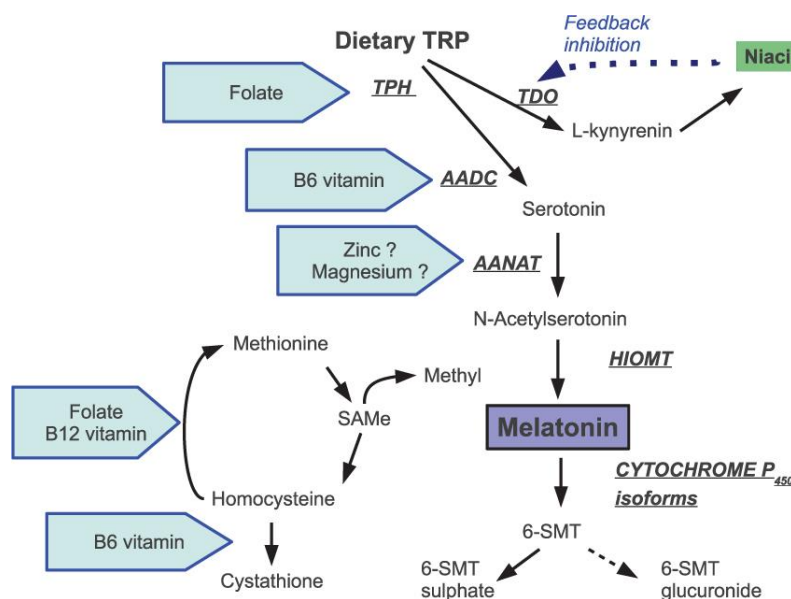 Dietary TRP
Feedback
inhibition
Niaci
Folate
TPH
TDO
L-kynyrenin
B6 vitamin
AADC
Serotonin
Zinc ?
Magnesium ?
AANAT
N-Acetylserotonin
Methionine
HIOMT
Methyl
Folate
B12 vitamin
SAMe
Melatonin
CYTOCHROME P450
isoforms
Homocysteine
B6 vitamin
6-SMT
Cystathione
6-SMT
sulphate
6-SMT
glucuronide